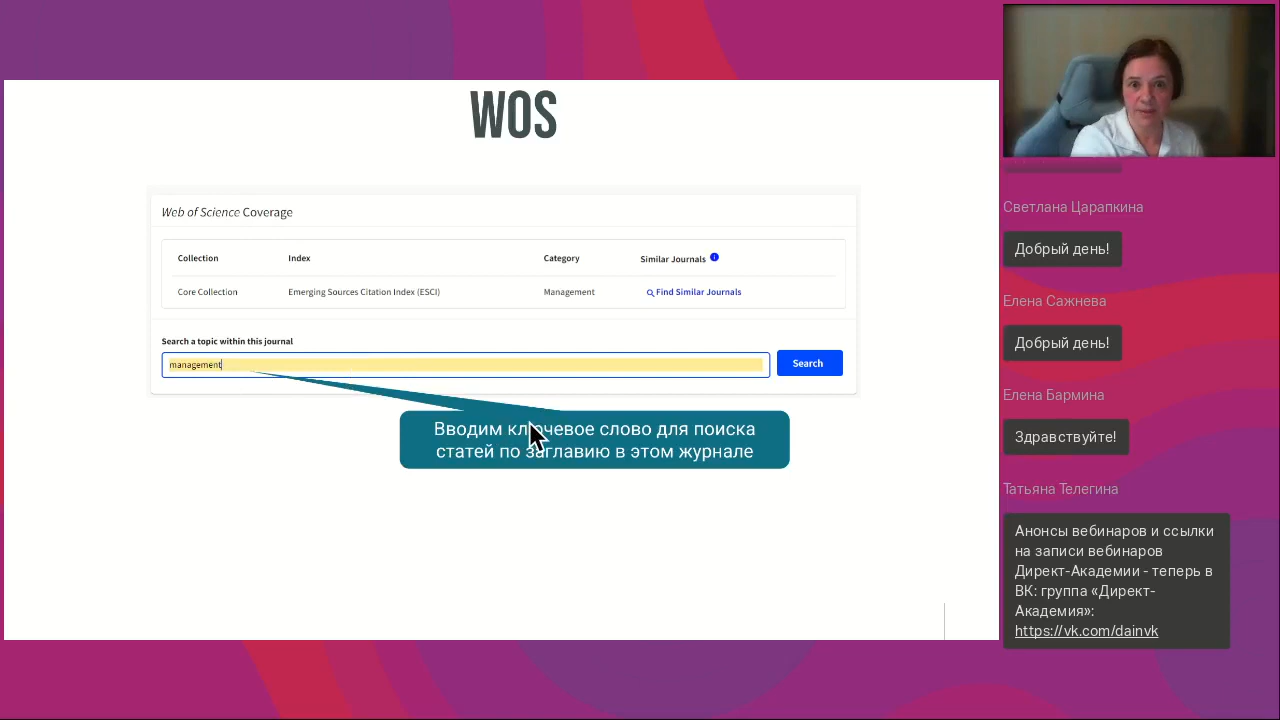 WOS
Web of Science Coverage
Collection Index Category Similar Journals
Core Collection Emerging Sources Citation Index (ESCI) Management Find Similar Journals
Search a topic within this journal
management Search
Вводим ключевое слово для поиска
статей по заглавию в этом журнале
Светлана Царапкина
Добрый день!
Елена Сажнева
Добрый день!
Елена Бармина
Здравствуйте!
Татьяна Телегина
Анонсы вебинаров и ссылки
на записи вебинаров
Директ-Академии - теперь в
ВК: группа «Директ-
Академия»:
https://vk.com/dainvk